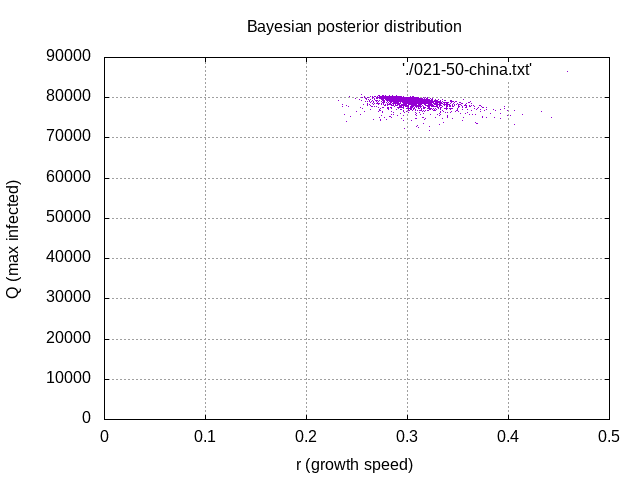 Bayesian posterior distribution
90000
'./021-50-china.txt'
80000
70000
60000
50000
40000
30000
20000
10000
0
Q (max infected)
0 0.1 0.2 0.3 0.4 0.5
r (growth speed)